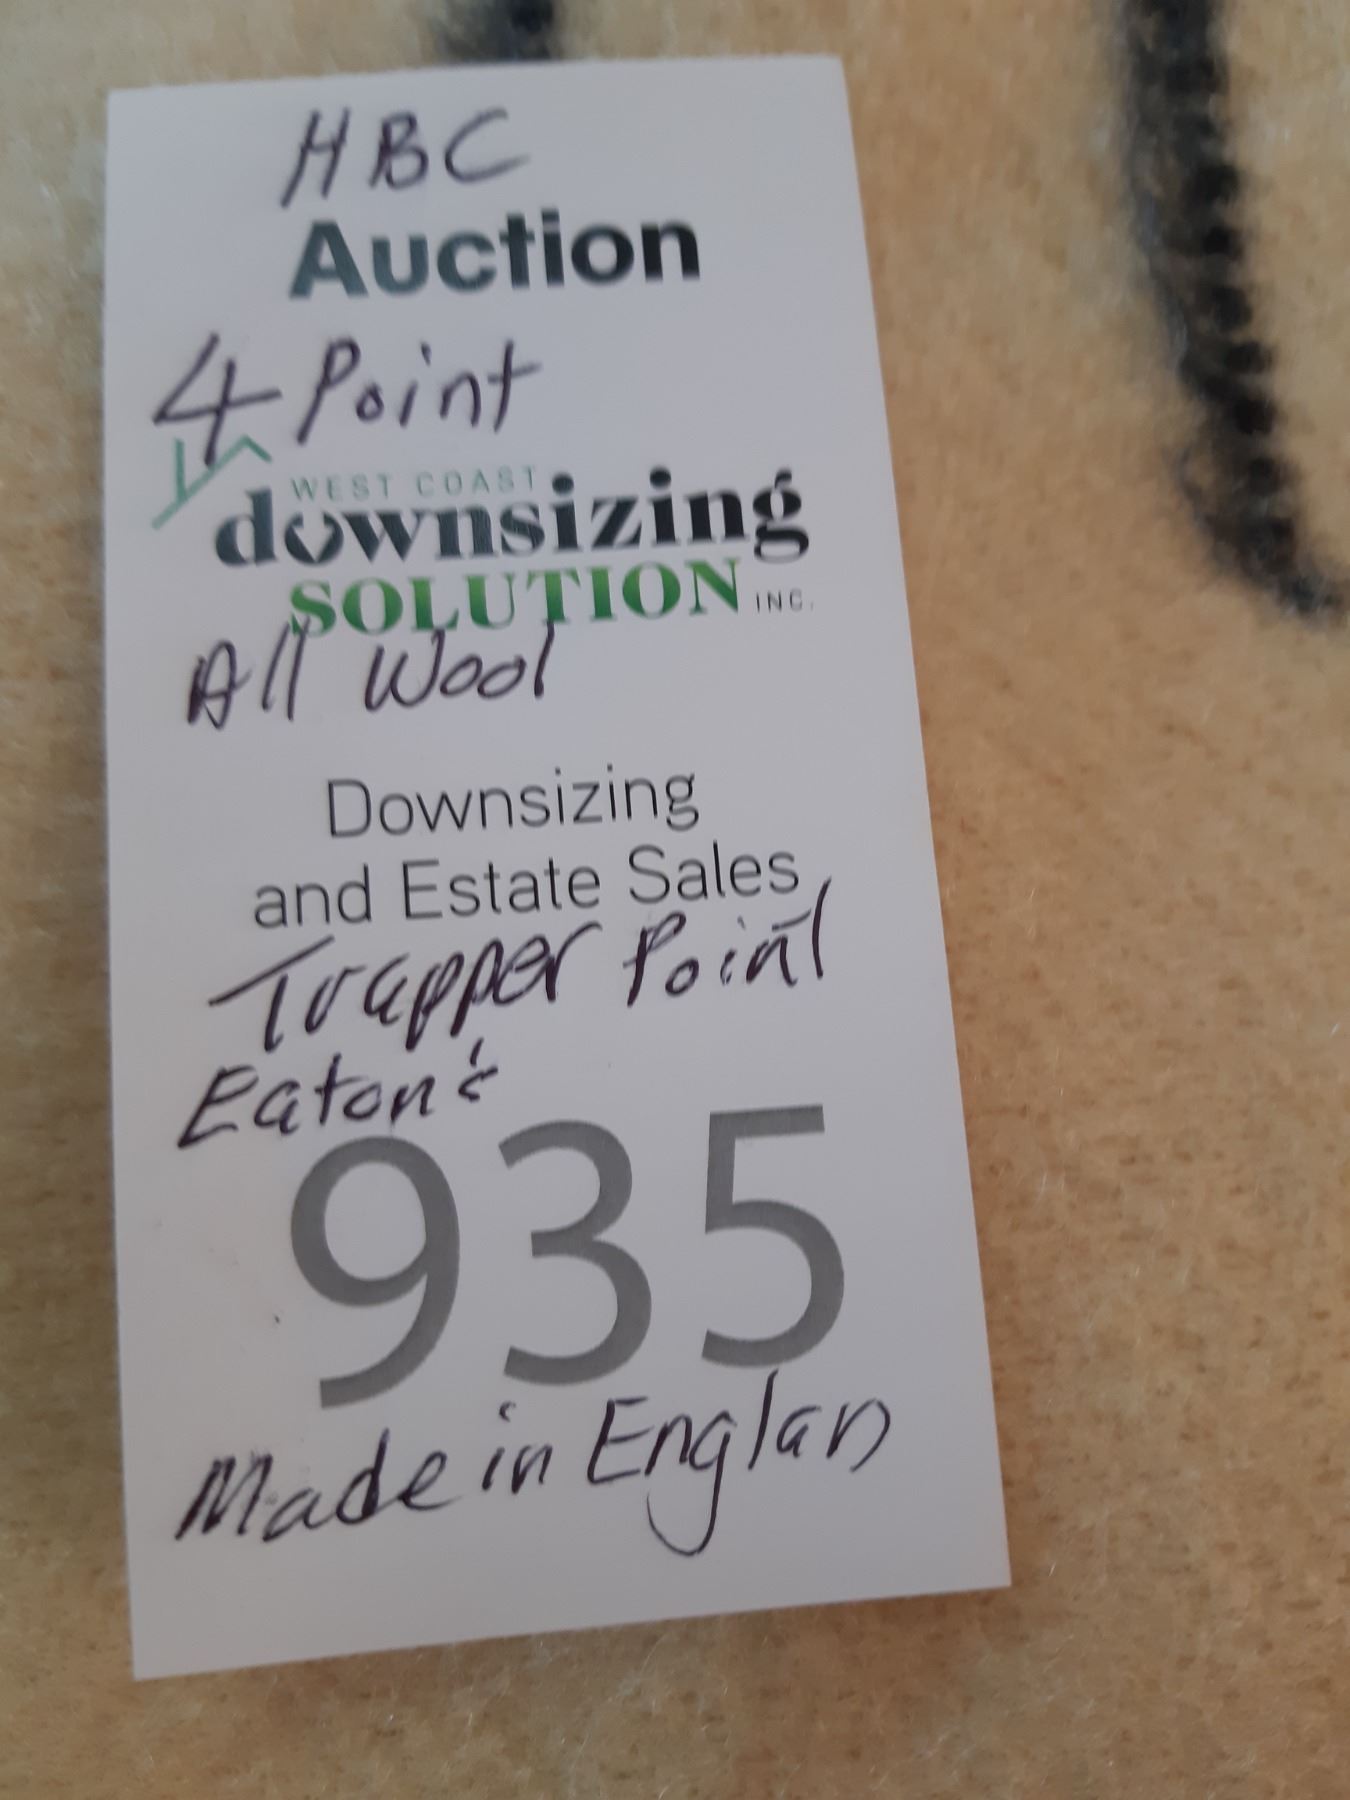 HBC
Auction
4 Point
WEST COAST
downsizing
SOLUTION INC.
All Wool
Downsizing
and Estate Sales
Trapper Point
Eaton's
935
Made in Englan